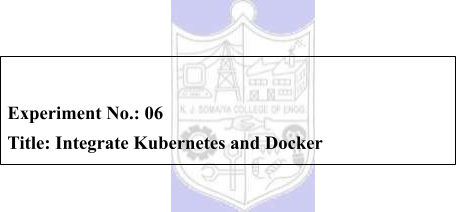 Experiment No.: 06
K. J. SOMAIYA COLLEGE OF ENGG.
Title: Integrate Kubernetes and Docker